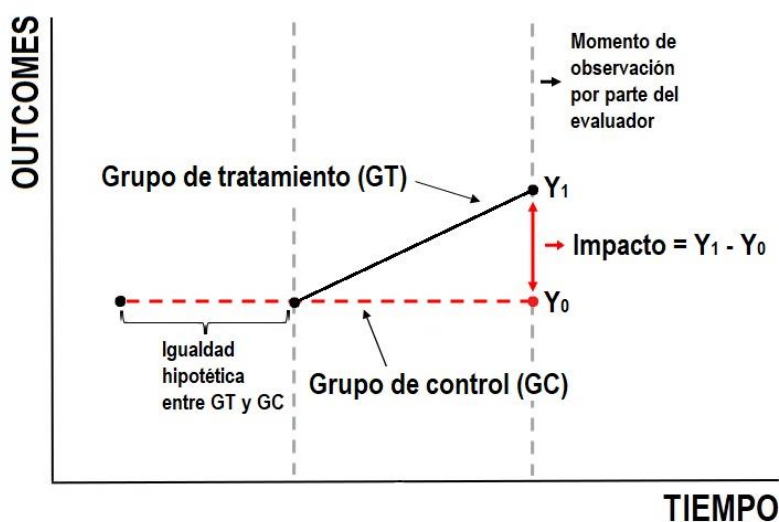 OUTCOMES
Momento de
observación
por parte del
evaluador
Grupo de tratamiento (GT)
Y1
Impacto = Y1 - Y0
Y0
Igualdad
hipotética
entre GT y GC
Grupo de control (GC)
TIEMPO